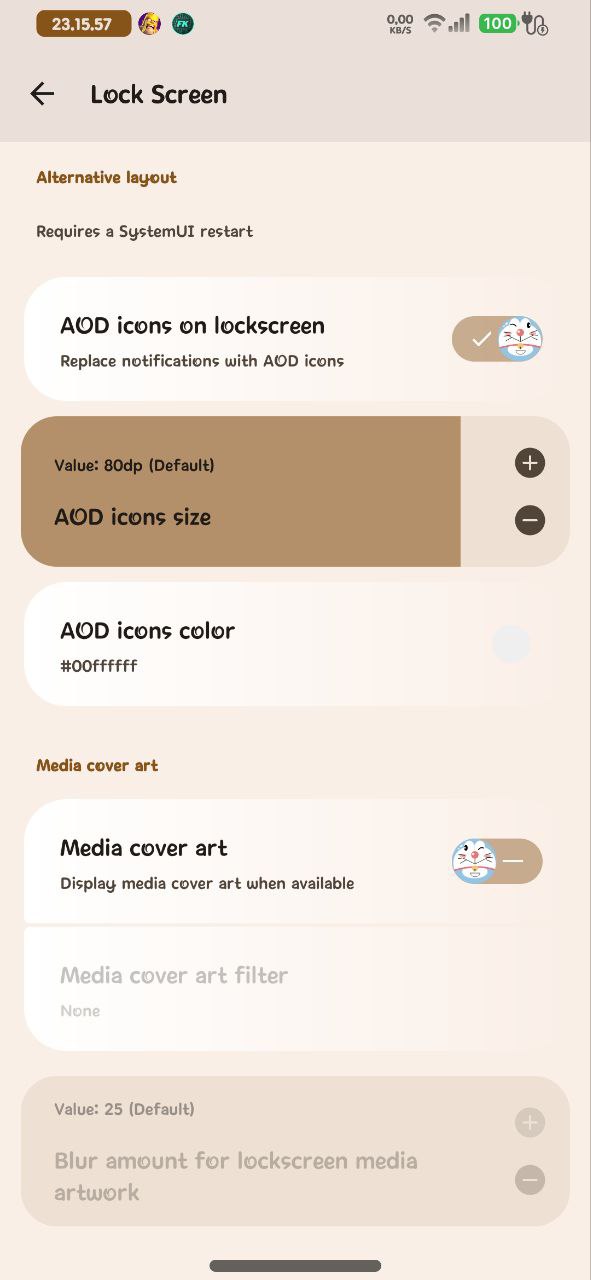 23.15.57
FK
0,00
KB/S
100
Lock Screen
Alternative layout
Requires a SystemUI restart
AOD icons on lockscreen
Replace notifications with AOD icons
Value: 80dp (Default)
AOD icons size
AOD icons color
#00ffffff
Media cover art
Media cover art
Display media cover art when available
Media cover art filter
None
Value: 25 (Default)
Blur amount for lockscreen media
artwork